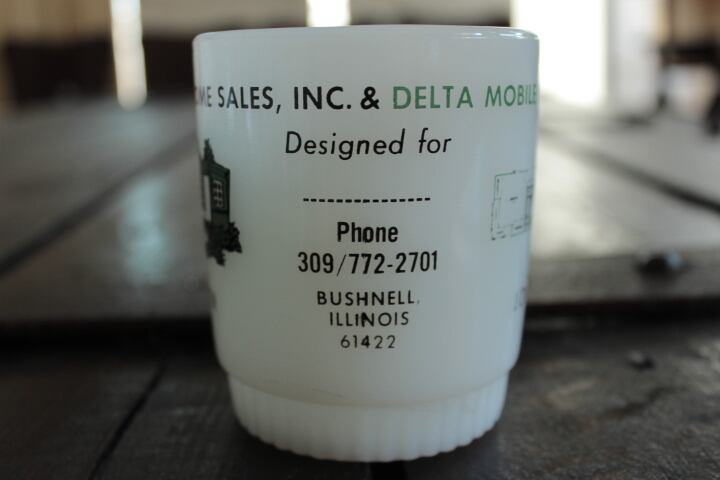 ME SALES, INC. & DELTA MOBILE
Designed for
----------------
Phone
309/772-2701
BUSHNELL,
ILLINOIS
61422